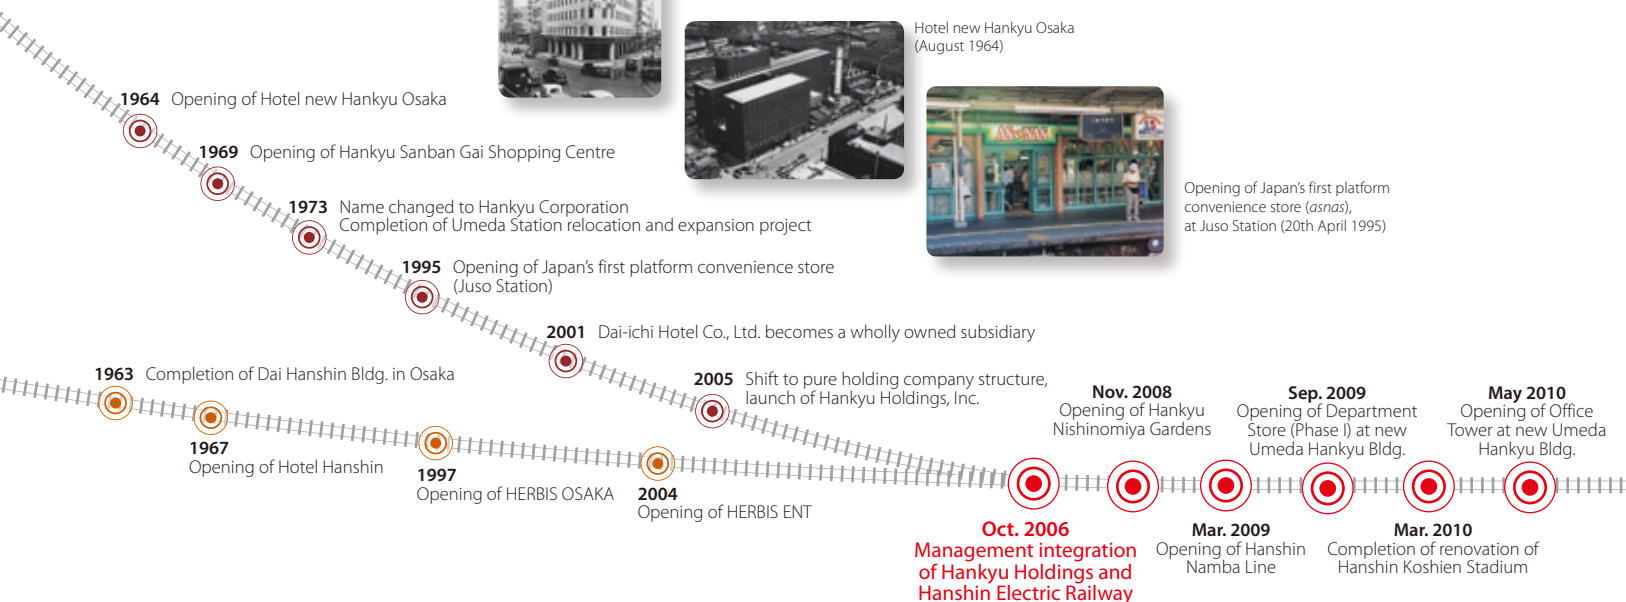 Hotel new Hankyu Osaka
(August 1964)
1964 Opening of Hotel new Hankyu Osaka
1969 Opening of Hankyu Sanban Gai Shopping Centre
Opening of Japan's first platform
convenience store (asnas),
at Juso Station (20th April 1995)
1973 Name changed to Hankyu Corporation
Completion of Umeda Station relocation and expansion project
1995 Opening of Japan's first platform convenience store
(Juso Station)
2001 Dai-ichi Hotel Co., Ltd. becomes a wholly owned subsidiary
2005 Shift to pure holding company structure,
launch of Hankyu Holdings, Inc.
1963 Completion of Dai Hanshin Bldg. in Osaka
1967
Opening of Hotel Hanshin
1997
Opening of HERBIS OSAKA
2004
Opening of HERBIS ENT
Oct. 2006
Management integration
of Hankyu Holdings and
Hanshin Electric Railway
Nov. 2008
Opening of Hankyu
Nishinomiya Gardens
Mar. 2009
Opening of Hanshin
Namba Line
Sep. 2009
Opening of Department
Store (Phase I) at new
Umeda Hankyu Bldg.
Mar. 2010
Completion of renovation of
Hanshin Koshien Stadium
May 2010
Opening of Office
Tower at new Umeda
Hankyu Bldg.